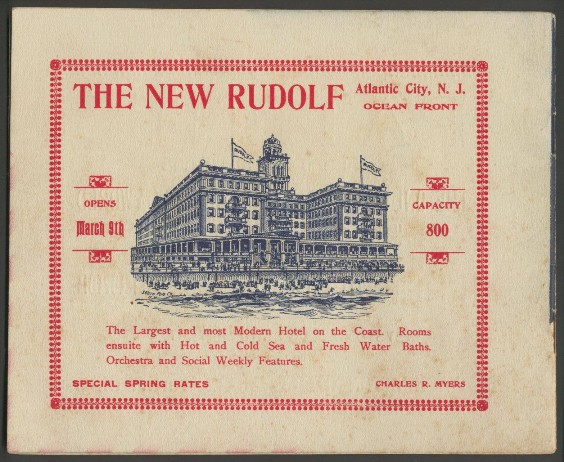 THE NEW RUDOLF
Atlantic City, N. J.
OCEAN FRONT
OPENS
March 9th
CAPACITY
800
The Largest and most Modern Hotel on the Coast. Rooms
ensuite with Hot and Cold Sea and Fresh Water Baths.
Orchestra and Social Weekly Features.
SPECIAL SPRING RATES
CHARLES R. MYERS